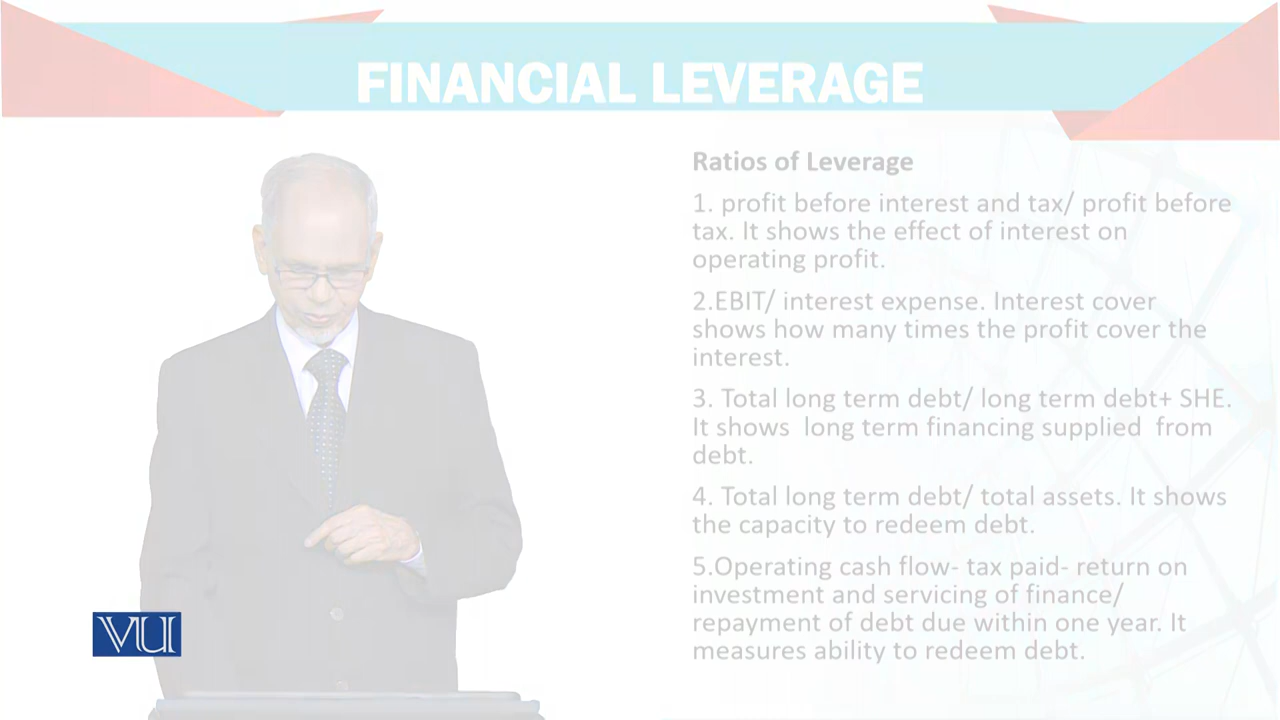 FINANCIAL LEVERAGE
Ratios of Leverage
1. profit before interest and tax/ profit before
tax. It shows the effect of interest on
operating profit.
2.EBIT/ interest expense. Interest cover
shows how many times the profit cover the
interest.
3. Total long term debt/ long term debt+ SHE.
It shows  long term financing supplied  from
debt.
4. Total long term debt/ total assets. It shows
the capacity to redeem debt.
5.Operating cash flow- tax paid- return on
investment and servicing of finance/
repayment of debt due within one year. It
measures ability to redeem debt.
VU